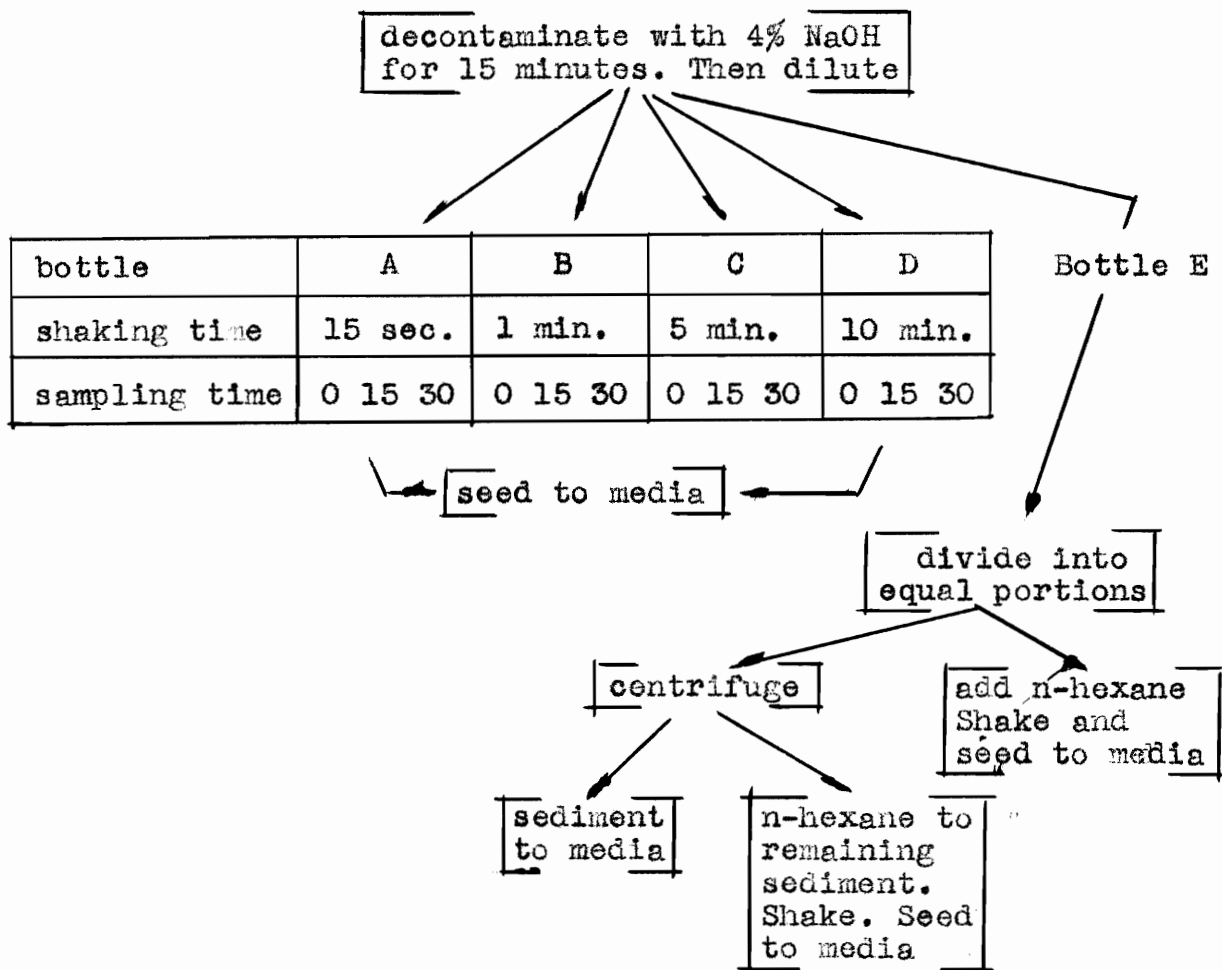 decontaminate with 4% NaOH
for 15 minutes. Then dilute
bottle A B C D Bottle E
shaking time 15 sec. 1 min. 5 min. 10 min.
sampling time 0 15 30 0 15 30 0 15 30 0 15 30
seed to media
divide into
equal portions
centrifuge
add n-hexane
Shake and
seed to media
sediment
to media
n-hexane to
remaining
sediment.
Shake. Seed
to media